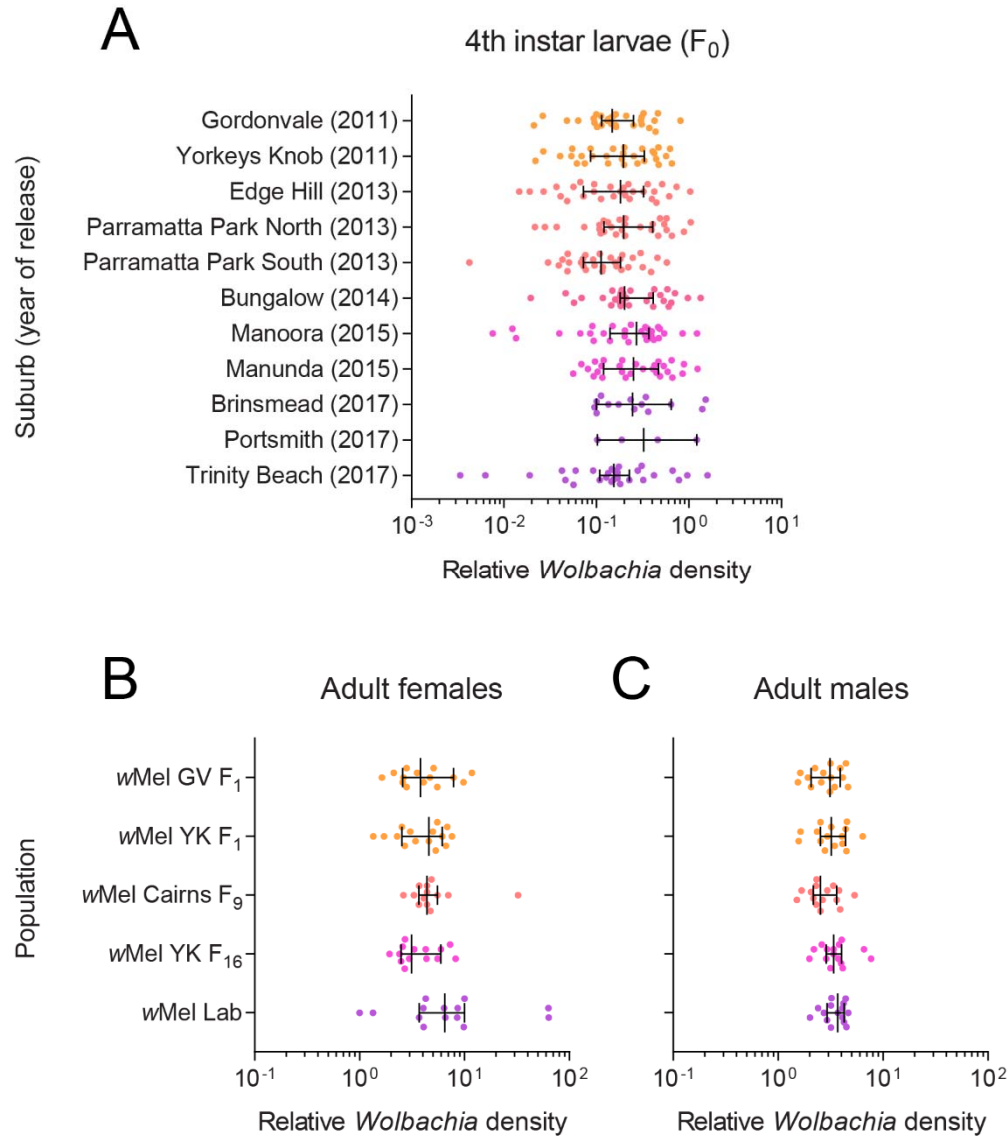 A
4th instar larvae (F0)
Suburb (year of release)
Gordonvale (2011)
Yorkeys Knob (2011)
Edge Hill (2013)
Parramatta Park North (2013)
Parramatta Park South (2013)
Bungalow (2014)
Manoora (2015)
Manunda (2015)
Brinsmead (2017)
Portsmith (2017)
Trinity Beach (2017)
10-3 10-2 10-1 100 101
Relative Wolbachia density
B
Adult females
Population
wMel GV F1
wMel YK F1
wMel Cairns F9
wMel YK F16
wMel Lab
10-1 100 101 102
Relative Wolbachia density
C
Adult males
10-1 100 101 102
Relative Wolbachia density